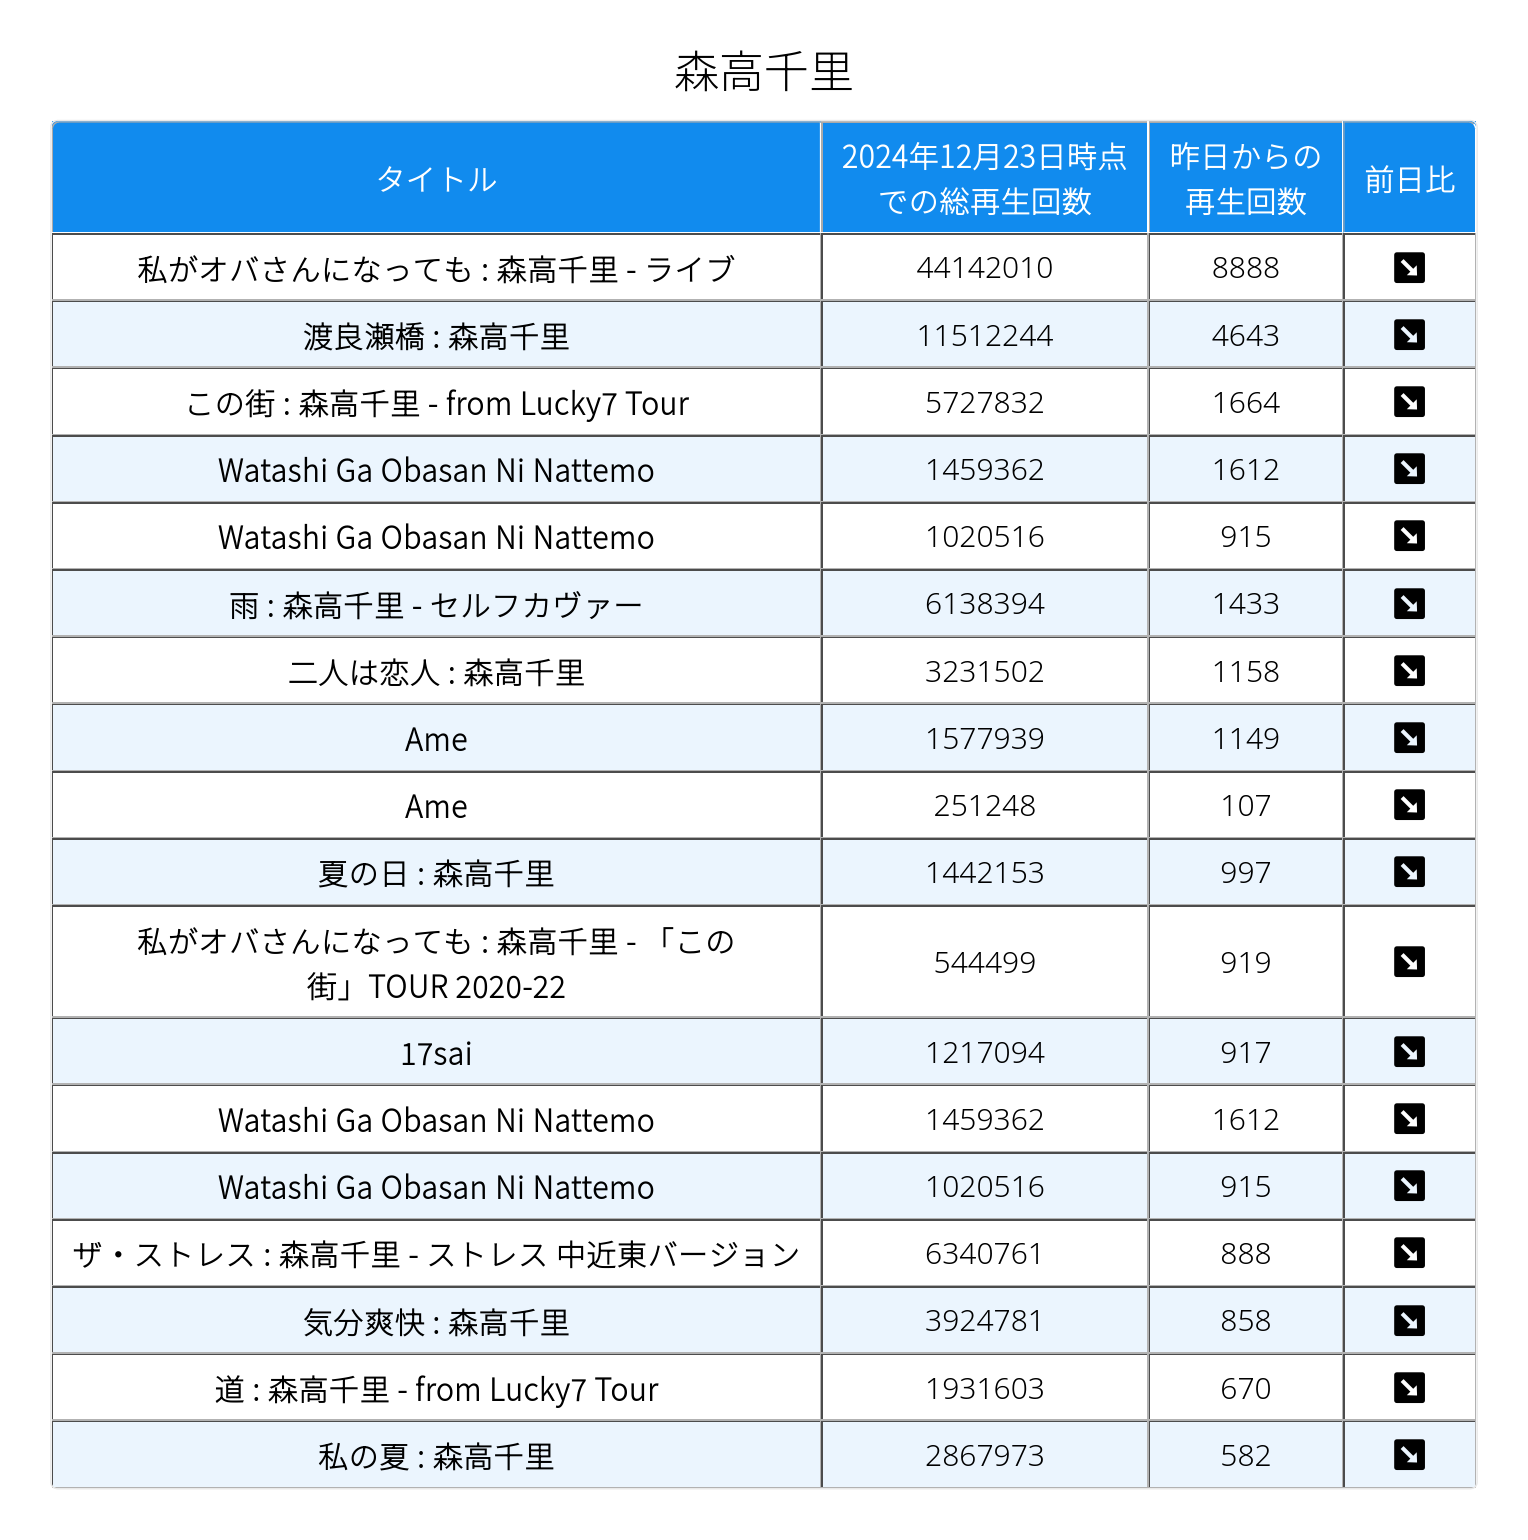 森高千里
タイトル
2024年12月23日時点
での総再生回数
昨日からの
再生回数
前日比
私がオバさんになっても : 森高千里 - ライブ 44142010 8888
渡良瀬橋 : 森高千里 11512244 4643
この街 : 森高千里 - from Lucky7 Tour 5727832 1664
Watashi Ga Obasan Ni Nattemo 1459362 1612
Watashi Ga Obasan Ni Nattemo 1020516 915
雨 : 森高千里 - セルフカヴァー 6138394 1433
二人は恋人 : 森高千里 3231502 1158
Ame 1577939 1149
Ame 251248 107
夏の日 : 森高千里 1442153 997
私がオバさんになっても : 森高千里 - 「この
街」TOUR 2020-22 544499 919
17sai 1217094 917
Watashi Ga Obasan Ni Nattemo 1459362 1612
Watashi Ga Obasan Ni Nattemo 1020516 915
ザ・ストレス : 森高千里 - ストレス 中近東バージョン 6340761 888
気分爽快 : 森高千里 3924781 858
道 : 森高千里 - from Lucky7 Tour 1931603 670
私の夏 : 森高千里 2867973 582